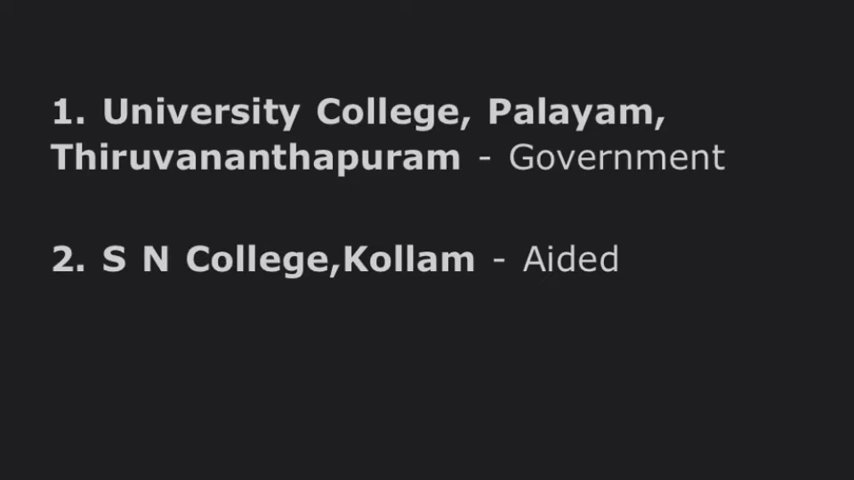 1. University College, Palayam,
Thiruvananthapuram - Government
2. S N College,Kollam - Aided